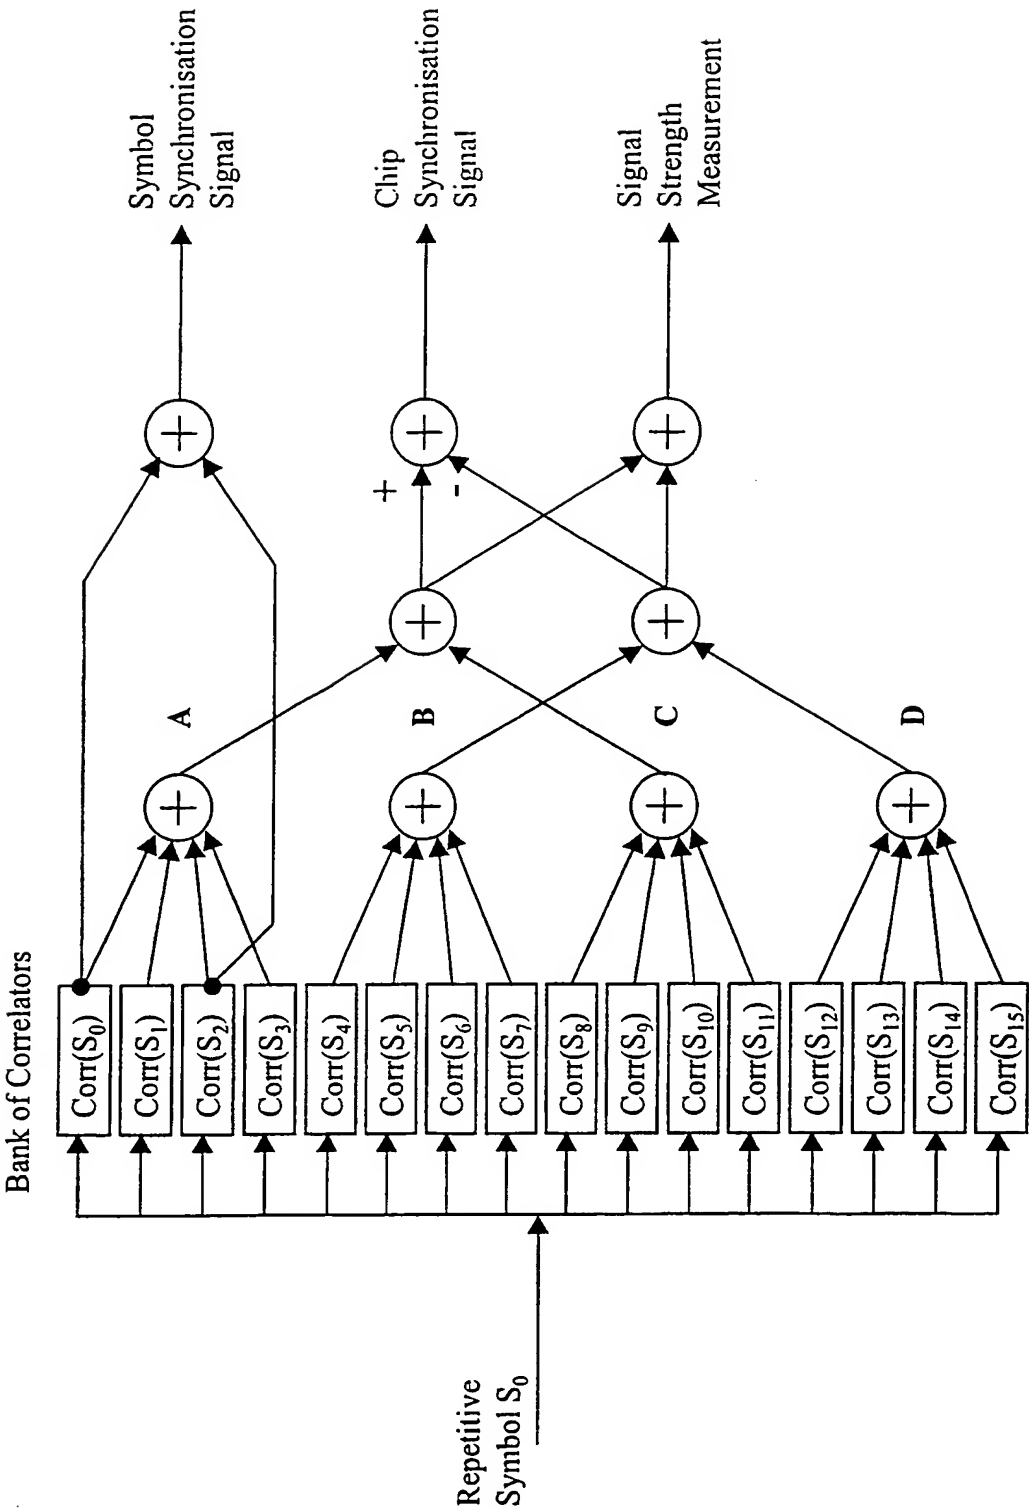 Bank of Correlators
Repetitive
Symbol S₀
Corr(S₀)
Corr(S₁)
Corr(S₂)
Corr(S₃)
Corr(S₄)
Corr(S₅)
Corr(S₆)
Corr(S₇)
Corr(S₈)
Corr(S₉)
Corr(S₁₀)
Corr(S₁₁)
Corr(S₁₂)
Corr(S₁₃)
Corr(S₁₄)
Corr(S₁₅)
+
+
+
+
A
B
C
D
+
+
+
-
+
+
+
Symbol
Synchronisation
Signal
Chip
Synchronisation
Signal
Signal
Strength
Measurement